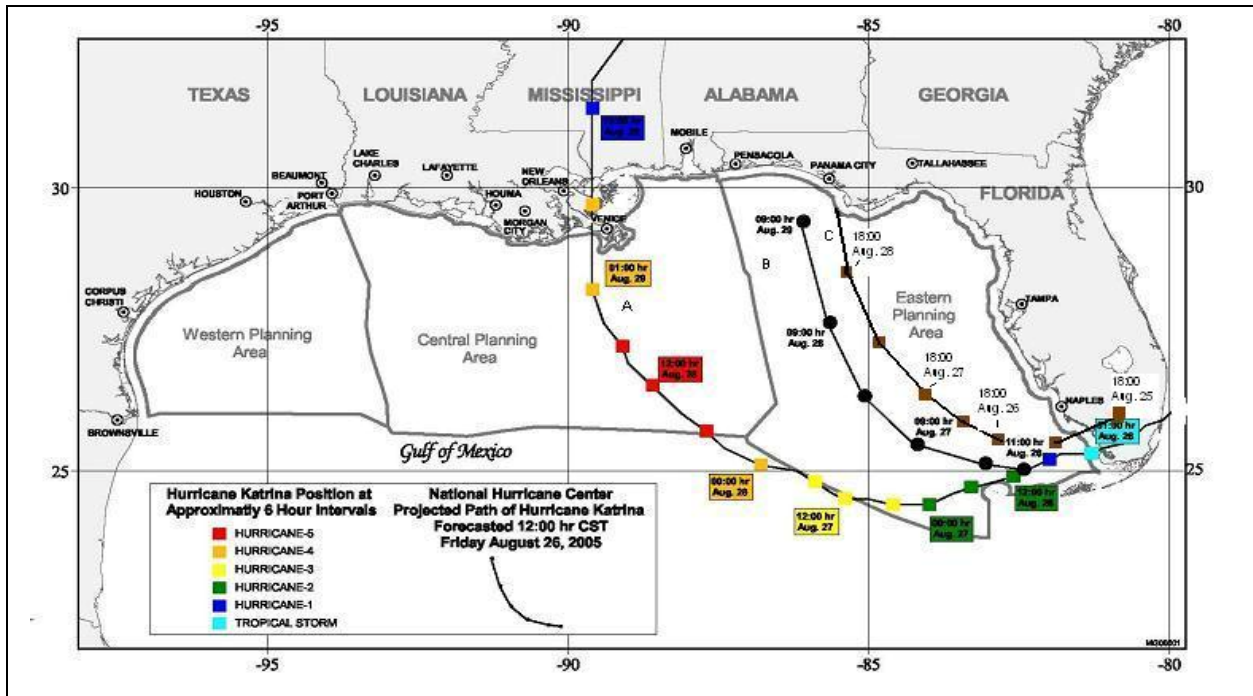 -95
-90
-85
-80
TEXAS
LOUISIANA
MISSISSIPPI
ALABAMA
GEORGIA
FLORIDA
30
30
25
25
HOUSTON
BEAUMONT
PORT
ARTHUR
LAKE
CHARLES
LAFAYETTE
HOUMA
MORGAN
CITY
NEW
ORLEANS
VENICE
MOBILE
PENSACOLA
PANAMA CITY
TALLAHASSEE
TAMPA
NAPLES
CORPUS
CHRISTI
BROWNSVILLE
Western Planning
Area
Central Planning
Area
Eastern
Planning
Area
Gulf of Mexico
A
B
C
01:00 hr
Aug. 29
12:00 hr
Aug. 28
00:00 hr
Aug. 28
12:00 hr
Aug. 27
00:00 hr
Aug. 27
12:00 hr
Aug. 26
01:00 hr
Aug. 26
09:00 hr
Aug. 29
09:00 hr
Aug. 28
09:00 hr
Aug. 27
11:00 hr
Aug. 26
18:00
Aug. 28
18:00
Aug. 27
18:00
Aug. 26
18:00
Aug. 25
Hurricane Katrina Position at
Approximatly 6 Hour Intervals
HURRICANE-5
HURRICANE-4
HURRICANE-3
HURRICANE-2
HURRICANE-1
TROPICAL STORM
National Hurricane Center
Projected Path of Hurricane Katrina
Forecasted 12:00 hr CST
Friday August 26, 2005
-95
-90
-85
-80